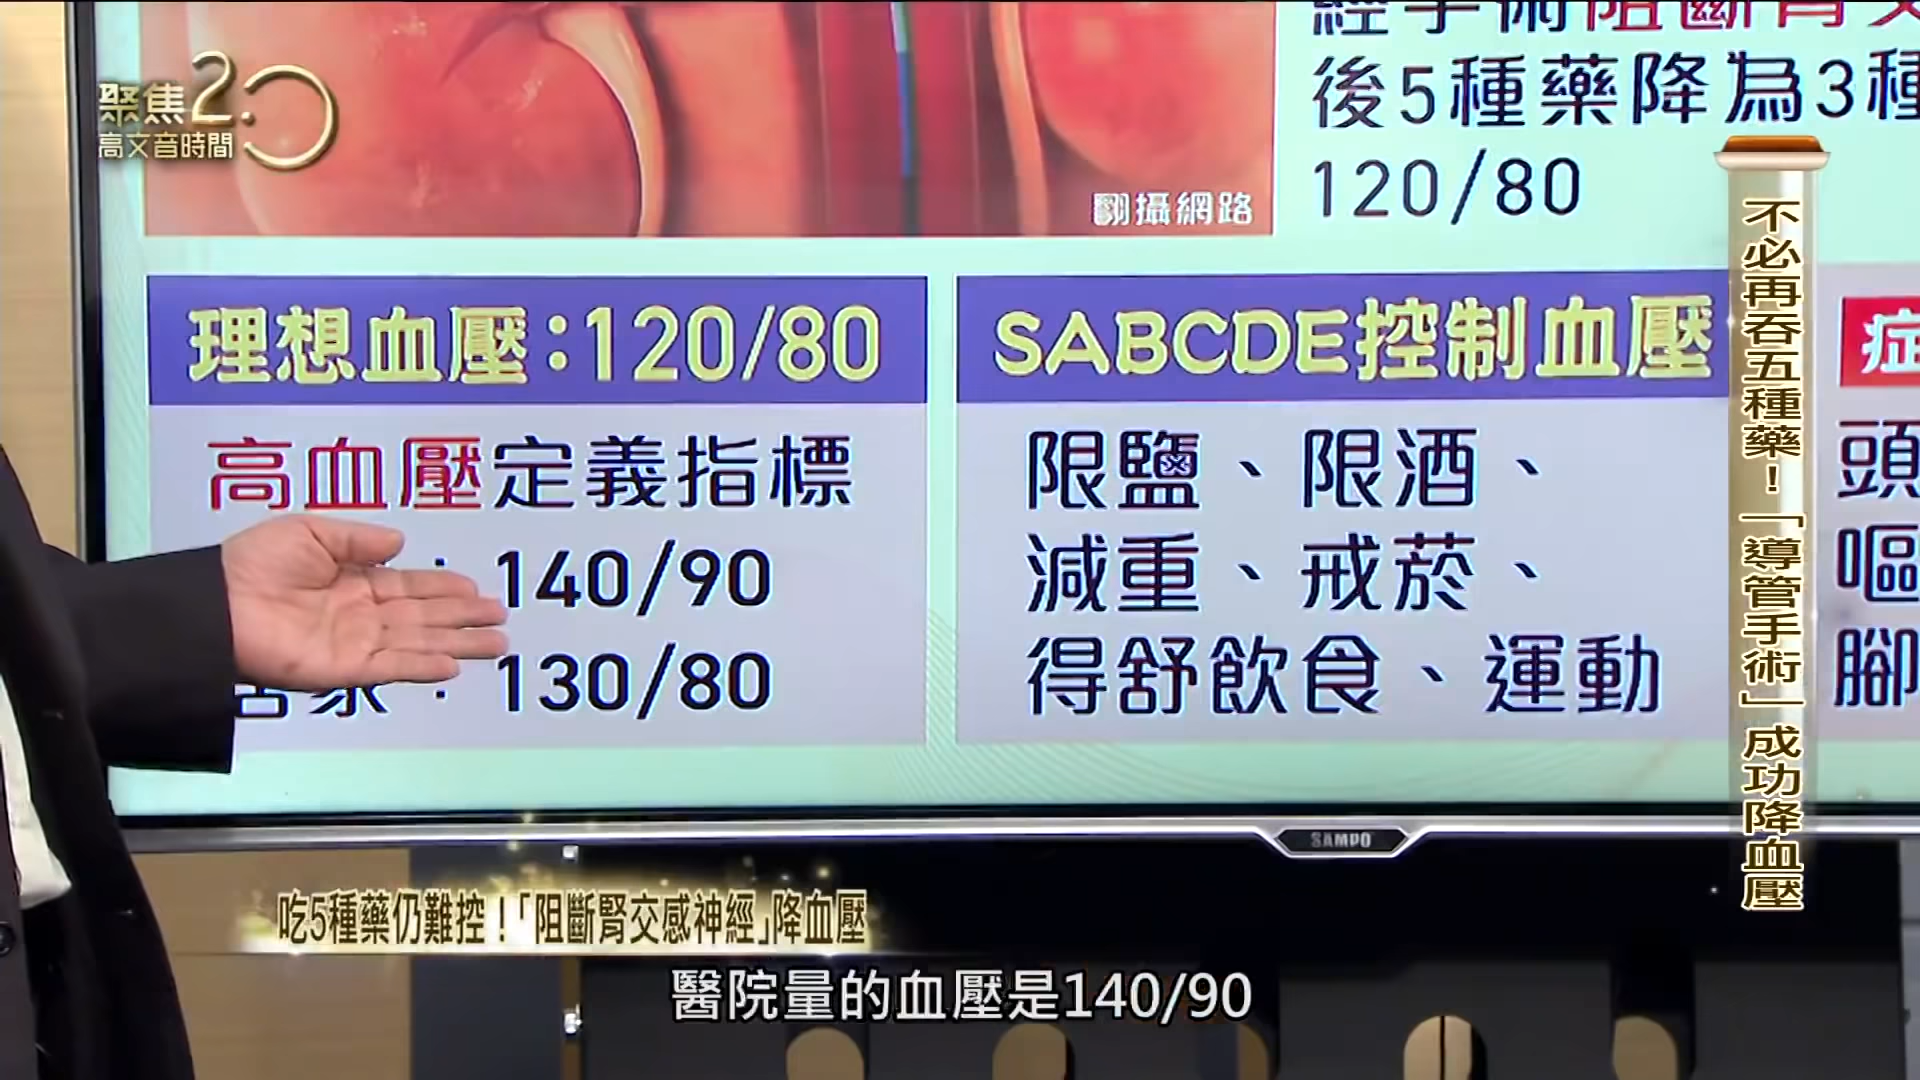 聚焦2.0
高文音時間
後5種藥降為3種
120/80
翻攝網路
理想血壓：120/80
高血壓定義指標
：140/90
居家：130/80
SABCDE控制血壓
限鹽、限酒、
減重、戒菸、
得舒飲食、運動
症
頭
嘔
腳
不必再吞五種藥！「導管手術」成功降血壓
SAMPO
吃5種藥仍難控！「阻斷腎交感神經」降血壓
醫院量的血壓是140/90